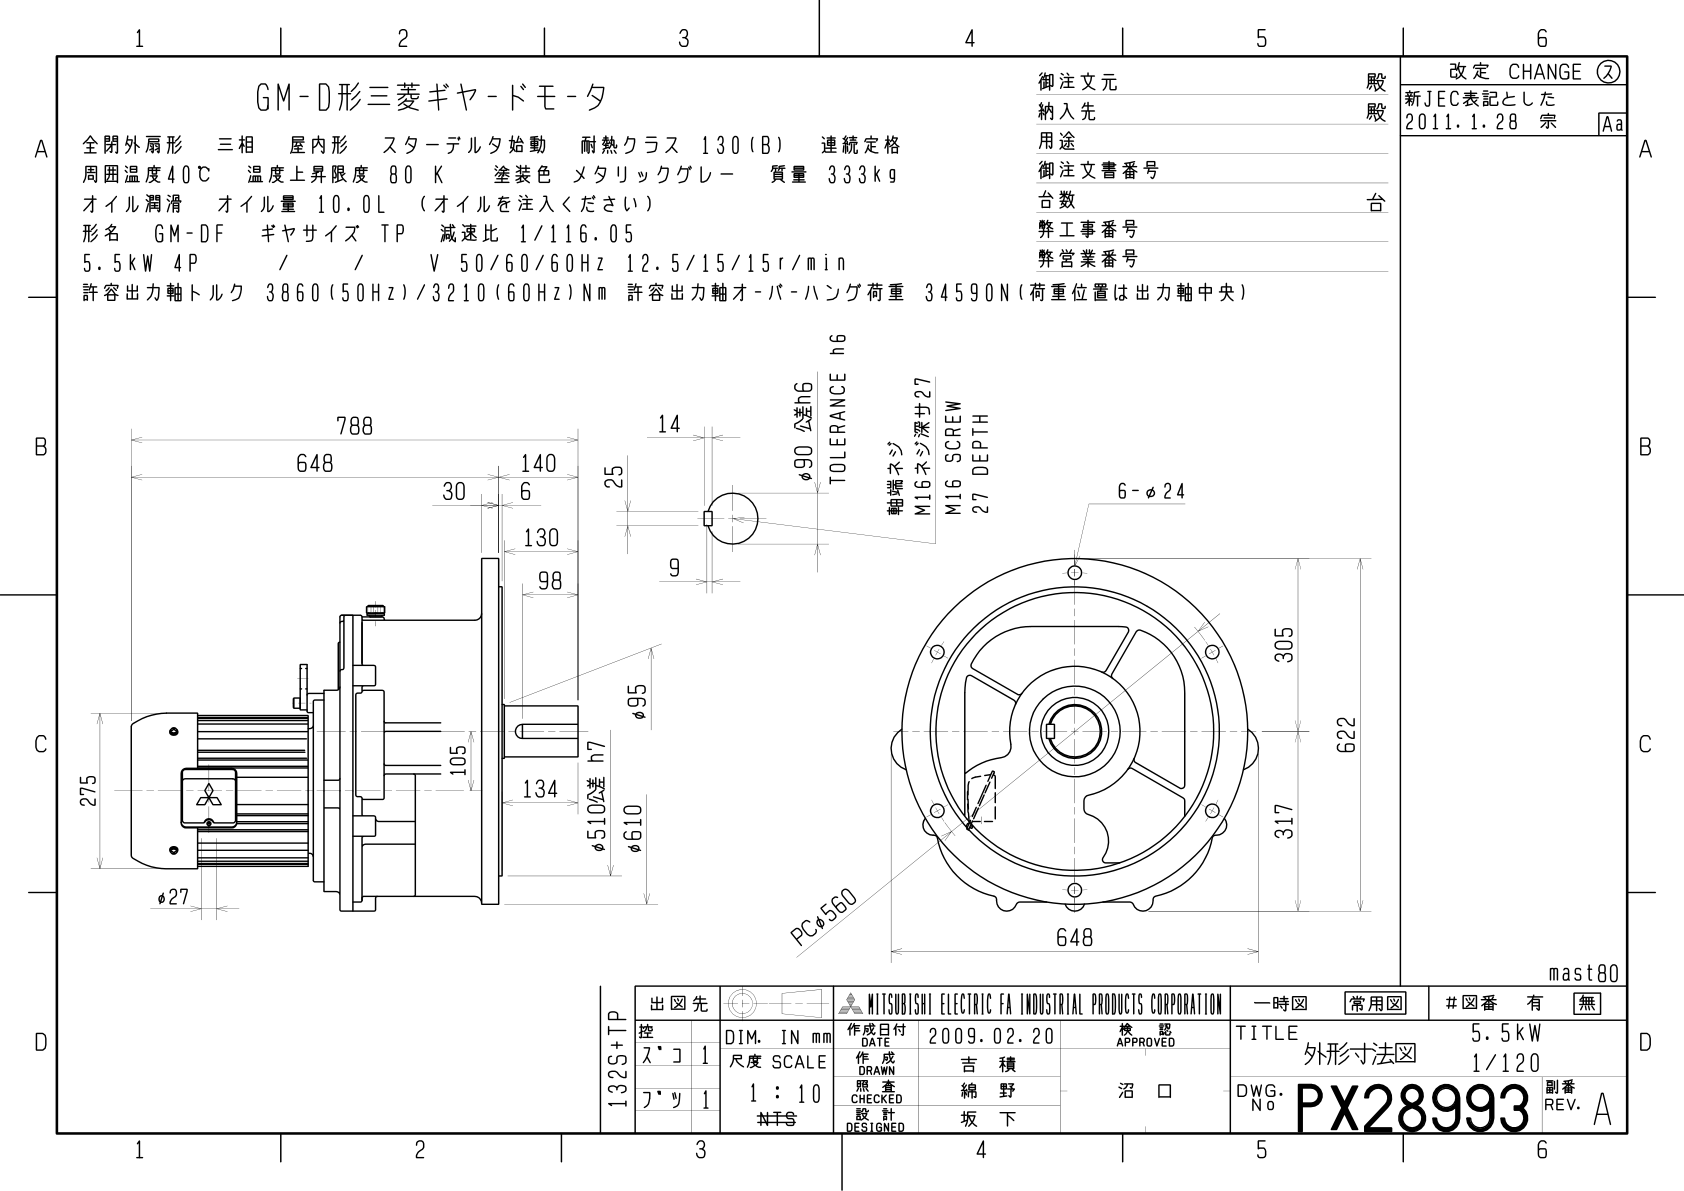 1 2 3 4 5 6
GM-D形三菱ギヤードモータ
全閉外扇形 三相 屋内形 スターデルタ始動 耐熱クラス 130(B) 連続定格
周囲温度40℃ 温度上昇限度 80 K 塗装色 メタリックグレー 質量 333kg
オイル潤滑 オイル量 10.0L (オイルを注入ください)
形名 GM-DF ギヤサイズ TP 減速比 1/116.05
5.5kW 4P / / V 50/60/60Hz 12.5/15/15r/min
許容出力軸トルク 3860(50Hz)/3210(60Hz)Nm 許容出力軸オーバーハング荷重 34590N(荷重位置は出力軸中央)
御注文元 殿
納入先 殿
用途
御注文書番号
台数 台
弊工事番号
弊営業番号
改定 CHANGE ス
新JEC表記とした
2011.1.28 宗 Aa
A A
B B
C C
D D
788
648 140
30 6
130
98
14
25
9
φ90 公差h6
TOLERANCE h6
軸端ネジ
M16ネジ深サ27
M16 SCREW
27 DEPTH
6-φ24
305
622
317
648
PCφ560
275
φ27
105
134
φ95
φ510公差 h7
φ610
mast80
132S+TP
出図先
控
ズコ 1
ブツ 1
DIM. IN mm
尺度 SCALE
1 : 10
NTS
MITSUBISHI ELECTRIC FA INDUSTRIAL PRODUCTS CORPORATION
作成日付 DATE 2009.02.20
検認 APPROVED
作成 DRAWN 吉積
照査 CHECKED 綿野
沼口
設計 DESIGNED 坂下
一時図 常用図 #図番 有 無
TITLE 外形寸法図
5.5kW
1/120
DWG. No PX28993
副番 REV. A
1 2 3 4 5 6